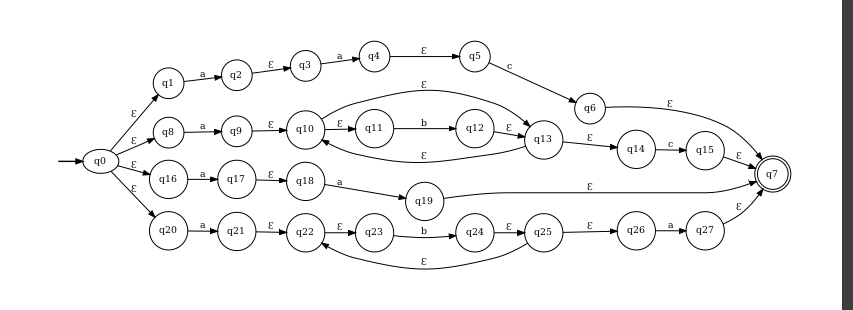 q1 a q2 ε q3 a q4 ε q5 c q6 ε
ε
q0 ε q8 a q9 ε q10 ε q11 b q12 ε q13 ε q14 c q15 ε q7
ε
ε
ε q16 a q17 ε q18 a q19 ε
ε q20 a q21 ε q22 ε q23 b q24 ε q25 ε q26 a q27 ε
ε